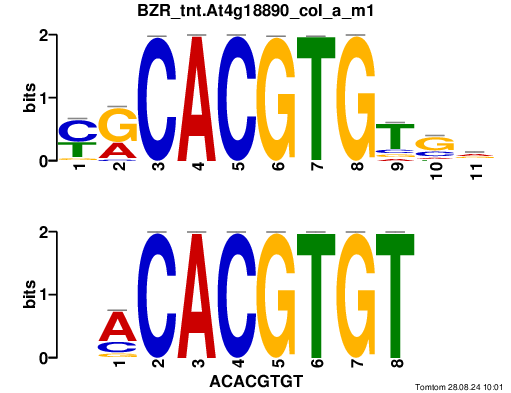 BZR_tnt.At4g18890_col_a_m1
2
1
0
bits
C T G A C A C G T G T G
1 2 3 4 5 6 7 8 9 10 11
2
1
0
bits
A C G C A C G T G T
1 2 3 4 5 6 7 8
ACACGTGT
Tomtom 28.08.24 10:01